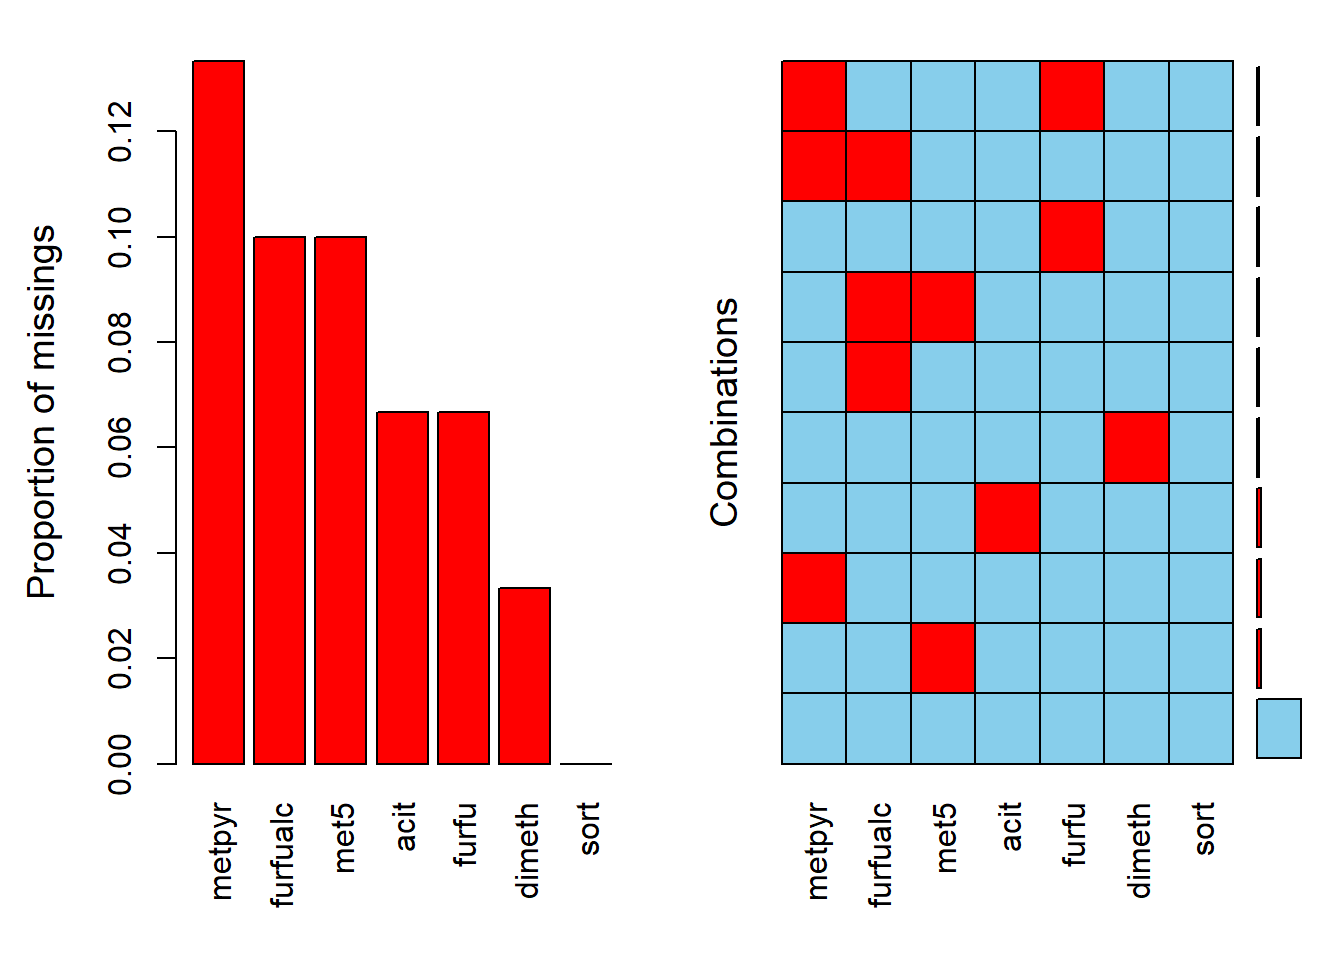 Proportion of missings
0.12
0.10
0.08
0.06
0.04
0.02
0.00
metpyr
furfualc
met5
acit
furfu
dimeth
sort
Combinations
metpyr
furfualc
met5
acit
furfu
dimeth
sort